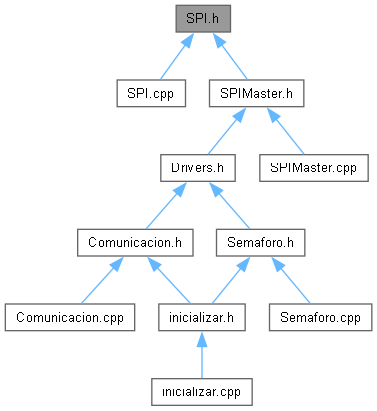 SPI.h
SPI.cpp
SPIMaster.h
Drivers.h
SPIMaster.cpp
Comunicacion.h
Semaforo.h
Comunicacion.cpp
inicializar.h
Semaforo.cpp
inicializar.cpp